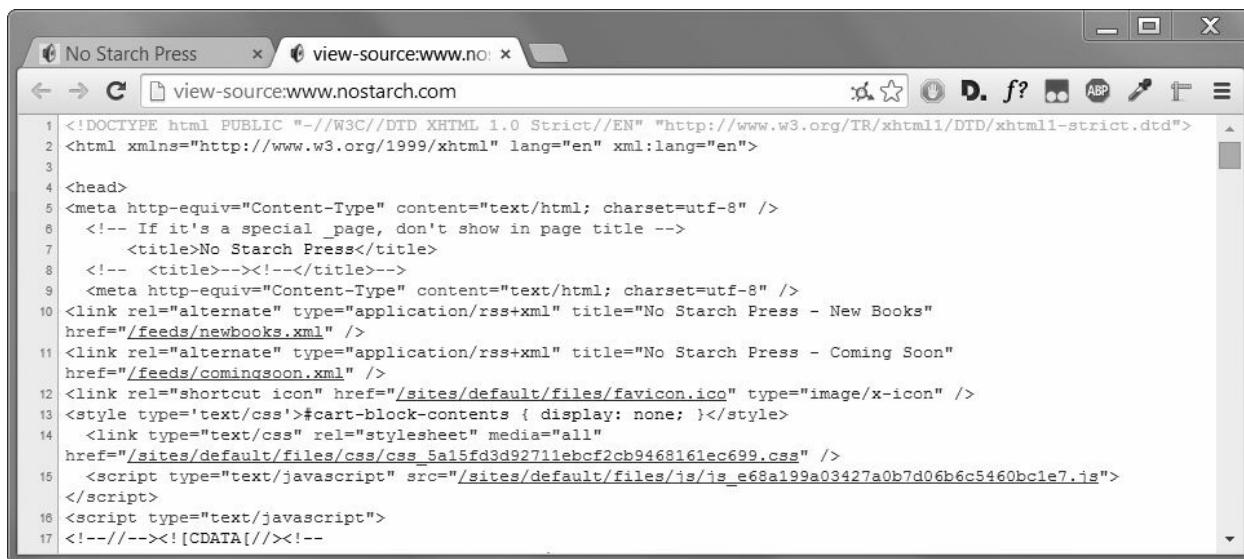 No Starch Press ×
view-source:www.no ×
view-source:www.nostarch.com
D. f? ABP
1 <!DOCTYPE html PUBLIC "-//W3C//DTD XHTML 1.0 Strict//EN" "http://www.w3.org/TR/xhtml1/DTD/xhtml1-strict.dtd">
2 <html xmlns="http://www.w3.org/1999/xhtml" lang="en" xml:lang="en">
3
4 <head>
5 <meta http-equiv="Content-Type" content="text/html; charset=utf-8" />
6 <!-- If it's a special _page, don't show in page title -->
7 <title>No Starch Press</title>
8 <!-- <title>--><!--</title>-->
9 <meta http-equiv="Content-Type" content="text/html; charset=utf-8" />
10 <link rel="alternate" type="application/rss+xml" title="No Starch Press - New Books"
href="/feeds/newbooks.xml" />
11 <link rel="alternate" type="application/rss+xml" title="No Starch Press - Coming Soon"
href="/feeds/comingsoon.xml" />
12 <link rel="shortcut icon" href="/sites/default/files/favicon.ico" type="image/x-icon" />
13 <style type='text/css'>#cart-block-contents { display: none; }</style>
14 <link type="text/css" rel="stylesheet" media="all"
href="/sites/default/files/css/css_5a15fd3d92711ebcf2cb9468161ec699.css" />
15 <script type="text/javascript" src="/sites/default/files/js/js_e68a199a03427a0b7d06b6c5460bc1e7.js">
</script>
16 <script type="text/javascript">
17 <!--//--><![CDATA[//><!--